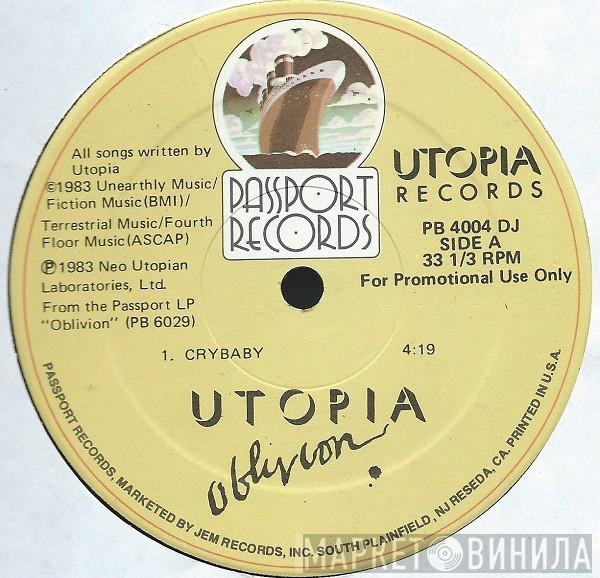 PASSPORT
RECORDS
All songs written by
Utopia
©1983 Unearthly Music/
Fiction Music(BMI)/
Terrestrial Music/Fourth
Floor Music(ASCAP)
℗1983 Neo Utopian
Laboratories, Ltd.
From the Passport LP
"Oblivion" (PB 6029)
UTOPIA
RECORDS
PB 4004 DJ
SIDE A
33 1/3 RPM
For Promotional Use Only
1. CRYBABY 4:19
UTOPIA
Oblivion
PASSPORT RECORDS, MARKETED BY JEM RECORDS, INC. SOUTH PLAINFIELD, NJ RESEDA, CA. PRINTED IN U.S.A.
МАРКЕТ ВИНИЛА